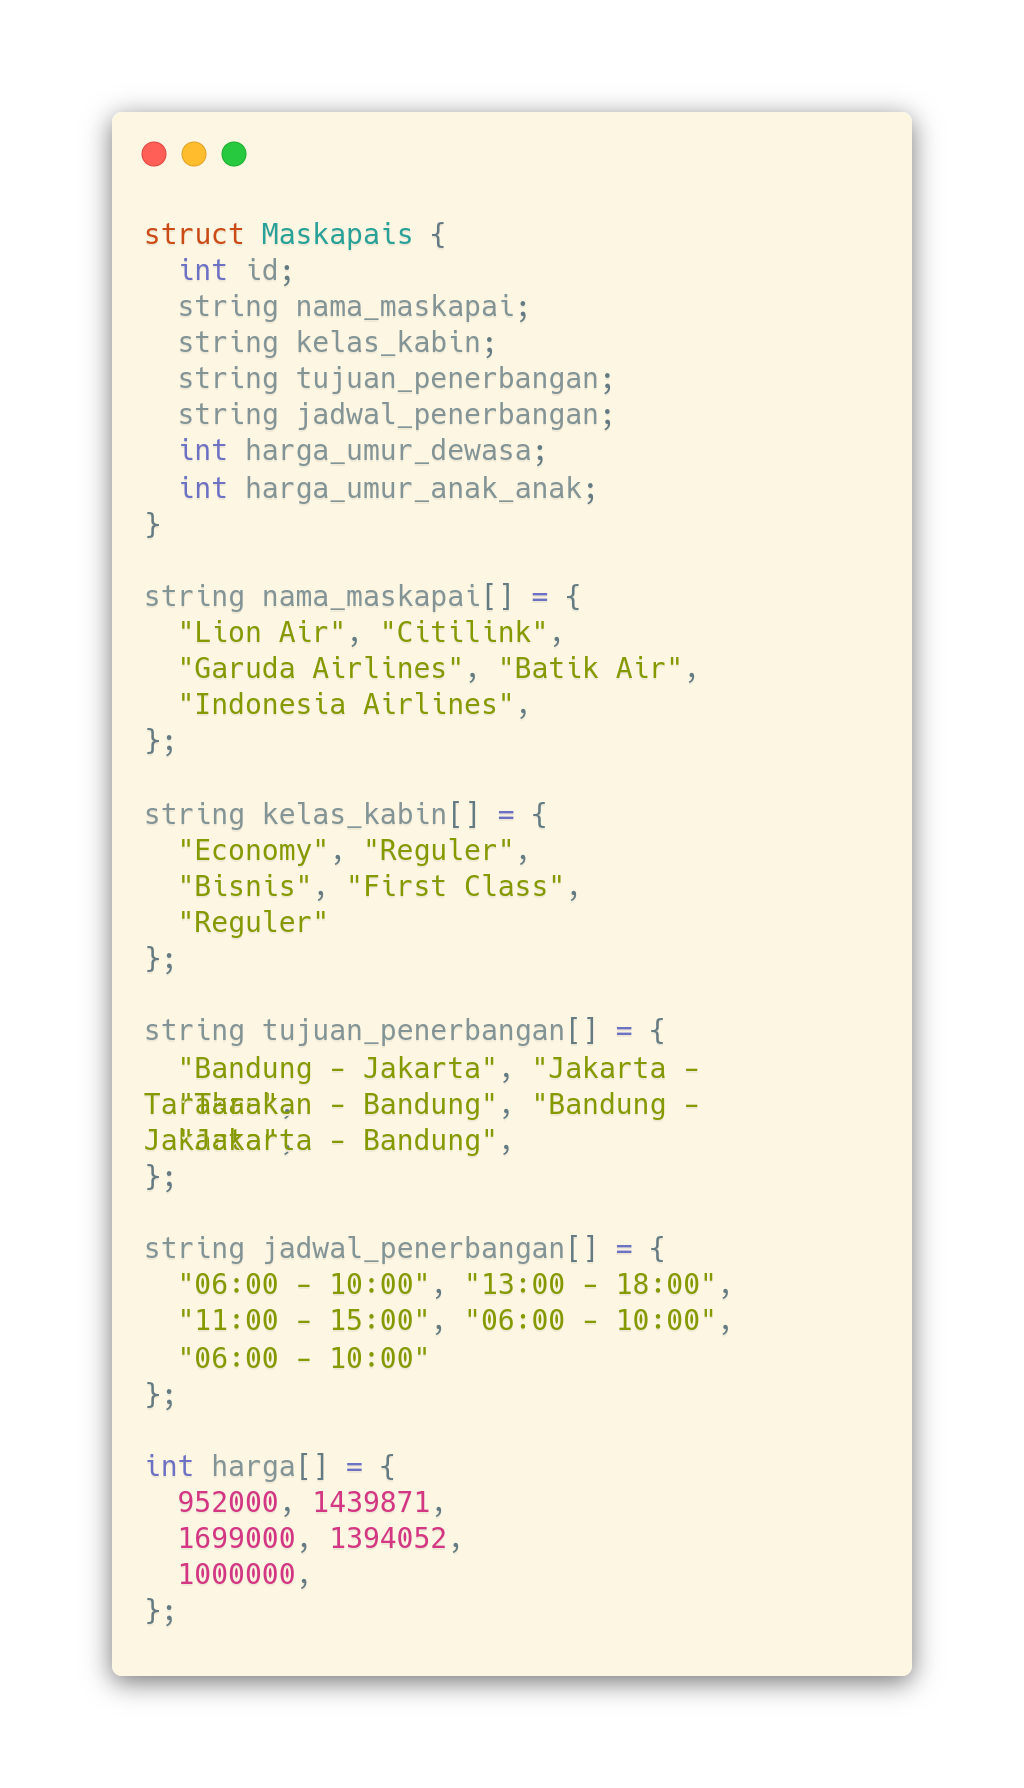 struct Maskapais {
int id;
string nama_maskapai;
string kelas_kabin;
string tujuan_penerbangan;
string jadwal_penerbangan;
int harga_umur_dewasa;
int harga_umur_anak_anak;
}
string nama_maskapai[] = {
"Lion Air", "Citilink",
"Garuda Airlines", "Batik Air",
"Indonesia Airlines",
};
string kelas_kabin[] = {
"Economy", "Reguler",
"Bisnis", "First Class",
"Reguler"
};
string tujuan_penerbangan[] = {
"Bandung - Jakarta", "Jakarta -
Tarakan",
"Tarakan - Bandung", "Bandung -
Jakarta",
"Jakarta - Bandung",
};
string jadwal_penerbangan[] = {
"06:00 - 10:00", "13:00 - 18:00",
"11:00 - 15:00", "06:00 - 10:00",
"06:00 - 10:00"
};
int harga[] = {
952000, 1439871,
1699000, 1394052,
1000000,
};